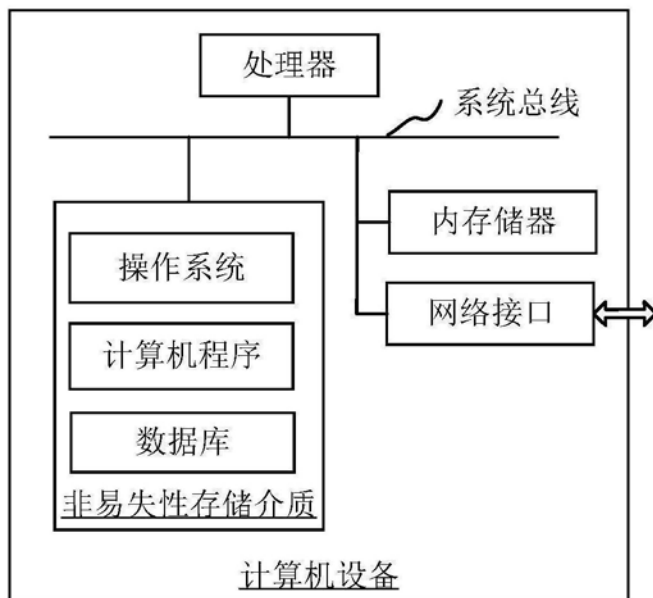 处理器
系统总线
内存储器
操作系统
网络接口
计算机程序
数据库
非易失性存储介质
计算机设备